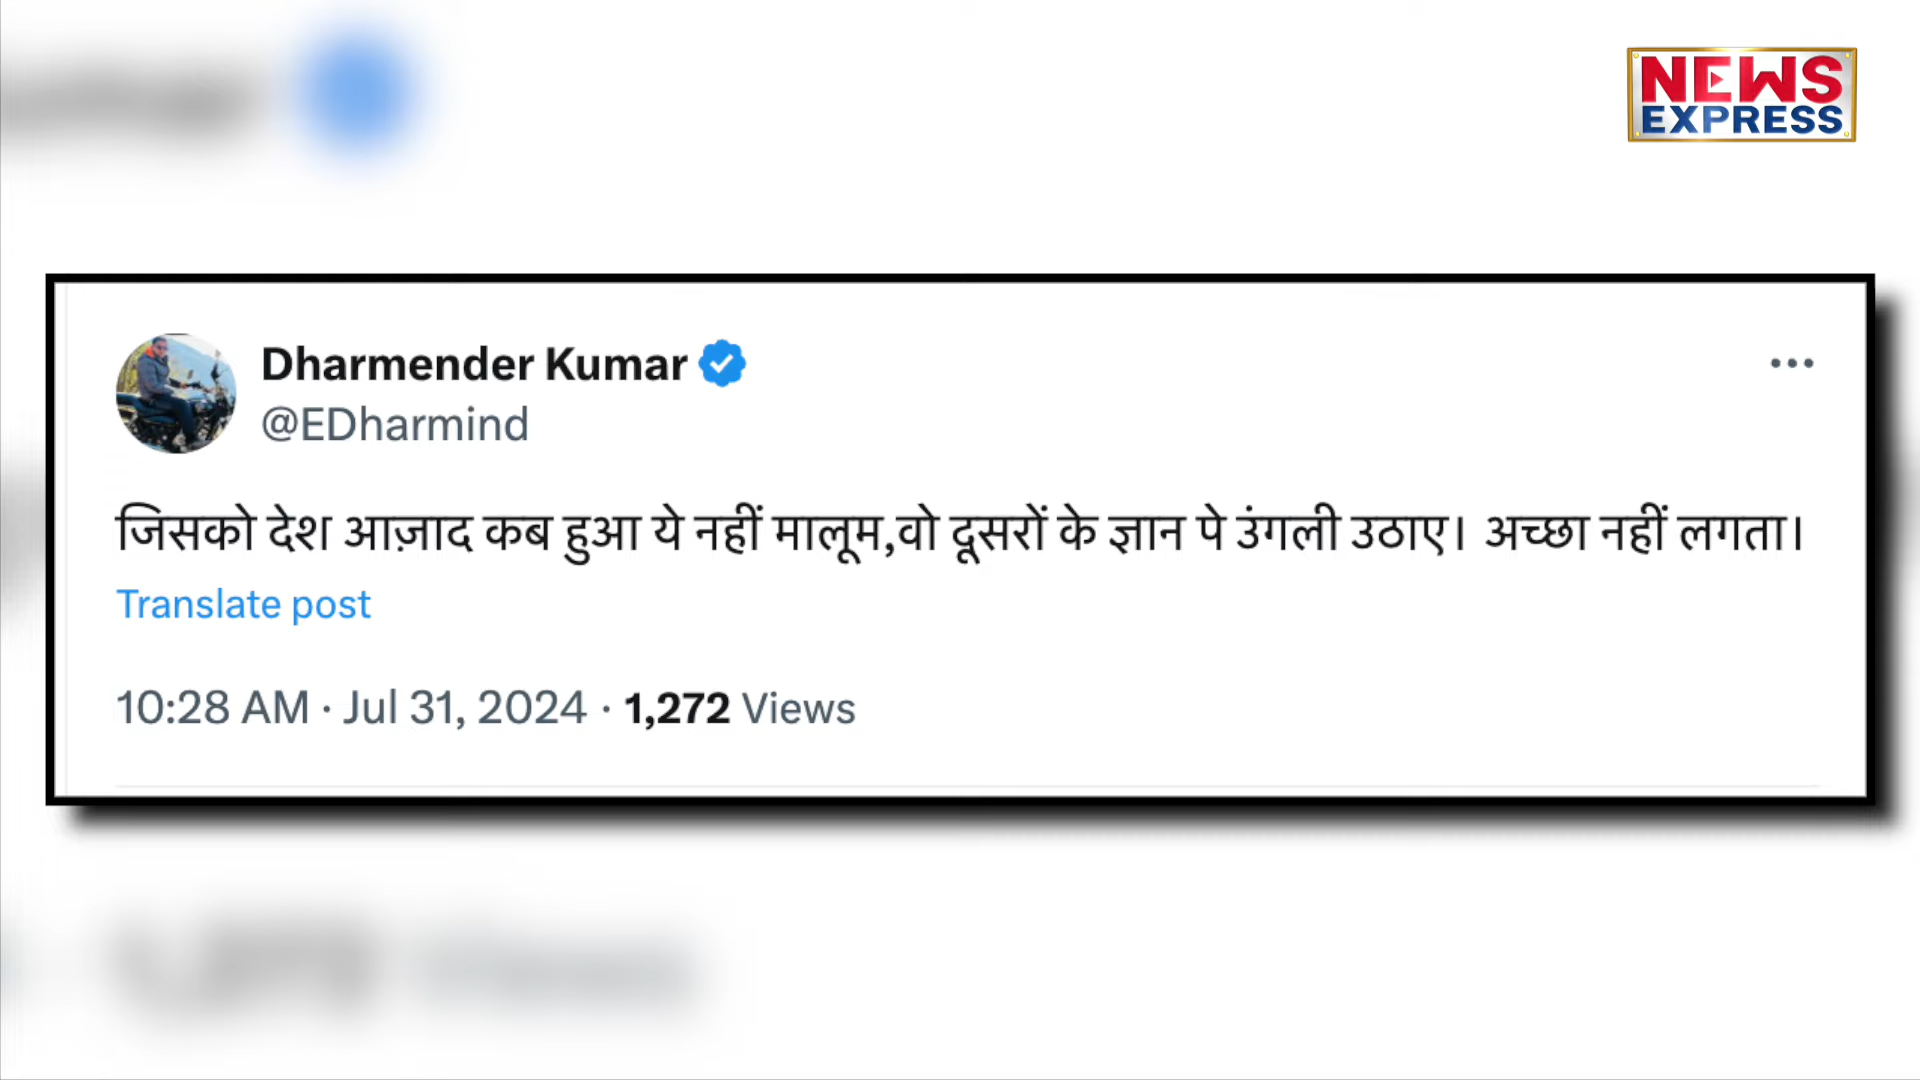 NEWS
EXPRESS
Dharmender Kumar
@EDharmind
जिसको देश आज़ाद कब हुआ ये नहीं मालूम,वो दूसरों के ज्ञान पे उंगली उठाए। अच्छा नहीं लगता।
Translate post
10:28 AM · Jul 31, 2024 · 1,272 Views